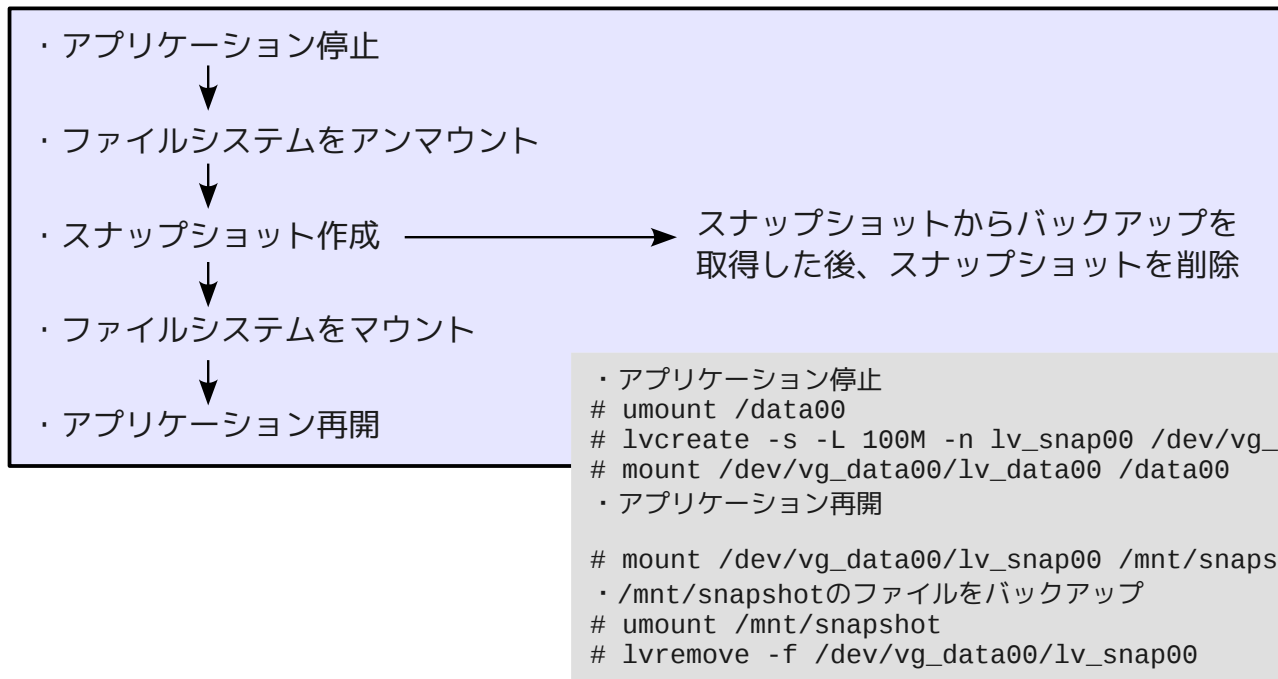 ・アプリケーション停止
・ファイルシステムをアンマウント
・スナップショット作成
スナップショットからバックアップを
取得した後、スナップショットを削除
・ファイルシステムをマウント
・アプリケーション再開
・アプリケーション停止
# umount /data00
# lvcreate -s -L 100M -n lv_snap00 /dev/vg_
# mount /dev/vg_data00/lv_data00 /data00
・アプリケーション再開
# mount /dev/vg_data00/lv_snap00 /mnt/snaps
・/mnt/snapshotのファイルをバックアップ
# umount /mnt/snapshot
# lvremove -f /dev/vg_data00/lv_snap00